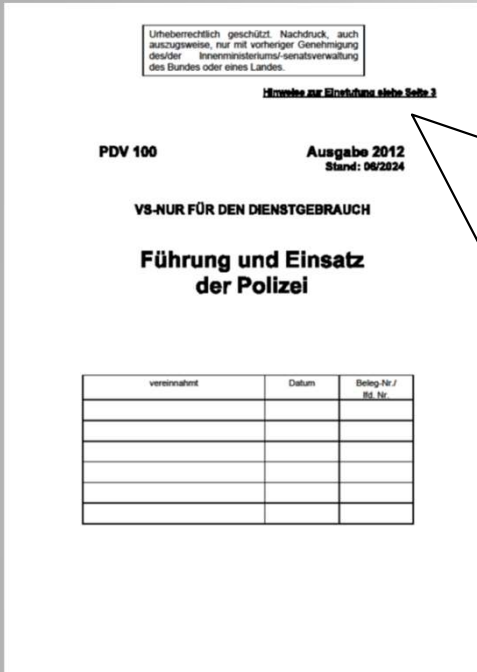 Urheberrechtlich geschützt. Nachdruck, auch
auszugsweise, nur mit vorheriger Genehmigung
des/der Innenministeriums/-senatsverwaltung
des Bundes oder eines Landes.
Hinweise zur Einstufung siehe Seite 3
PDV 100
Ausgabe 2012
Stand: 06/2024
VS-NUR FÜR DEN DIENSTGEBRAUCH
Führung und Einsatz
der Polizei
vereinnahmt Datum Beleg-Nr./
lfd. Nr.